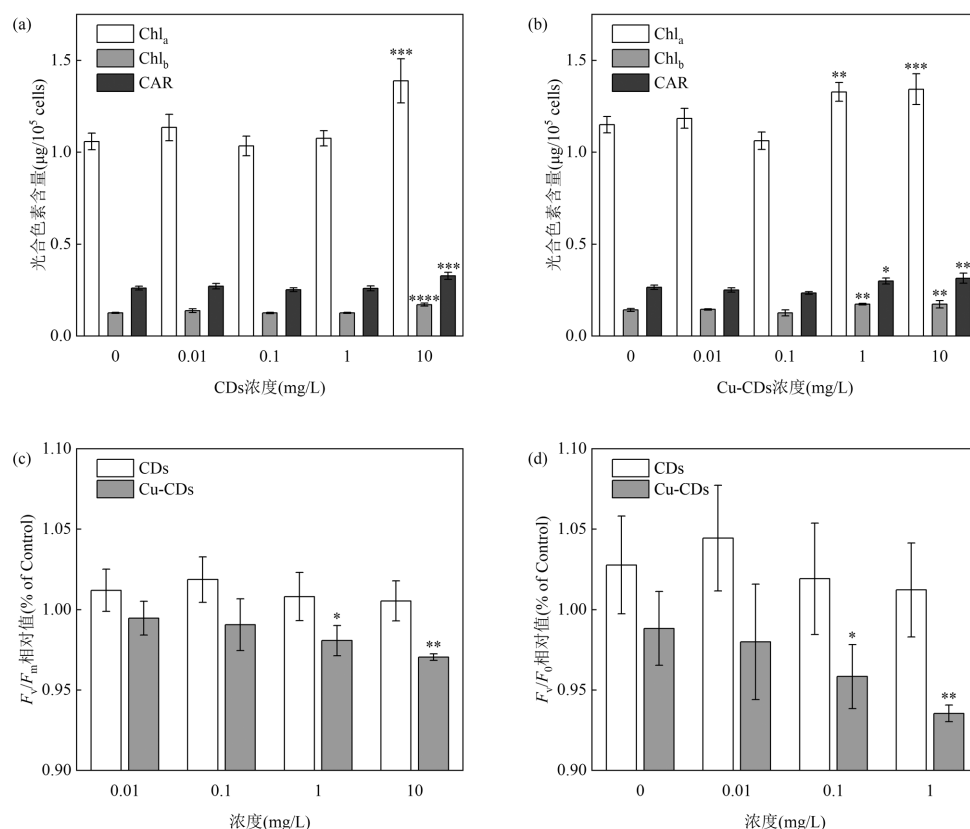 (a)
Chlₐ
Chl_b
CAR
***
****
***
1.5
1.0
0.5
0.0
光合色素含量(μg/10⁵ cells)
0 0.01 0.1 1 10
CDs浓度(mg/L)
(b)
Chlₐ
Chl_b
CAR
**
**
*
***
**
**
1.5
1.0
0.5
0.0
光合色素含量(μg/10⁵ cells)
0 0.01 0.1 1 10
Cu-CDs浓度(mg/L)
(c)
CDs
Cu-CDs
*
**
1.10
1.05
1.00
0.95
0.90
Fᵥ/Fₘ相对值(% of Control)
0.01 0.1 1 10
浓度(mg/L)
(d)
CDs
Cu-CDs
*
**
1.10
1.05
1.00
0.95
0.90
Fᵥ/F₀相对值(% of Control)
0 0.01 0.1 1
浓度(mg/L)